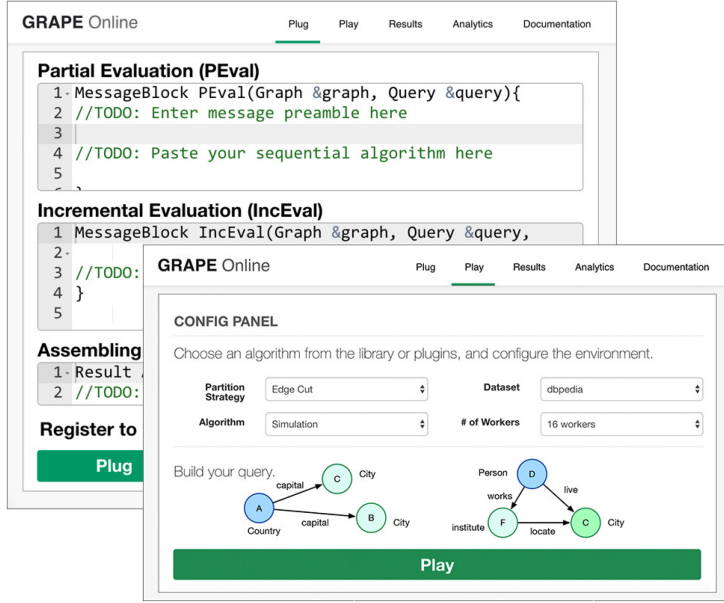 GRAPE Online
Plug Play Results Analytics Documentation
Partial Evaluation (PEval)
1 MessageBlock PEval(Graph &graph, Query &query){
2 //TODO: Enter message preamble here
3
4 //TODO: Paste your sequential algorithm here
5
Incremental Evaluation (IncEval)
1 MessageBlock IncEval(Graph &graph, Query &query,
2
3 //TODO:
4 }
5
Assembling
1 Result
2 //TODO:
Register to
Plug
GRAPE Online
Plug Play Results Analytics Documentation
CONFIG PANEL
Choose an algorithm from the library or plugins, and configure the environment.
Partition Strategy Edge Cut Dataset dbpedia
Algorithm Simulation # of Workers 16 workers
Build your query.
capital C City
A
Country
capital B City
Person D
works live
institute F locate C City
Play